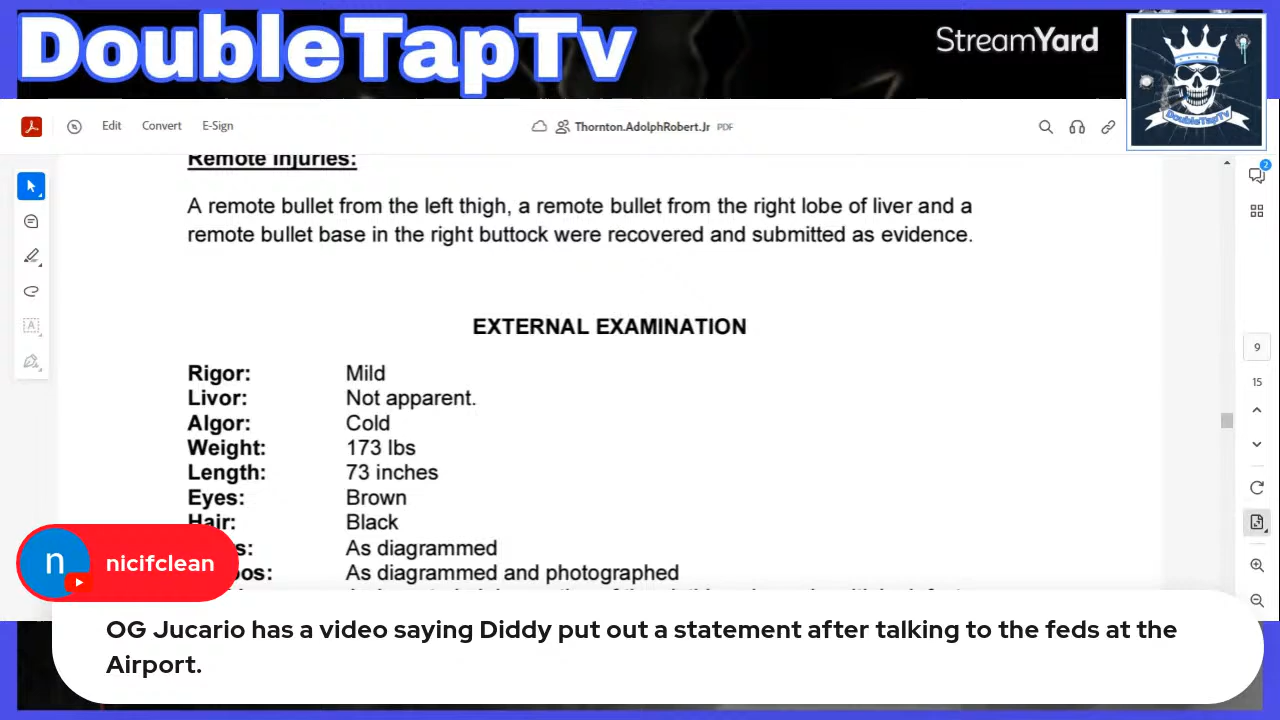 DoubleTapTv
StreamYard
DoubleTapTv
Edit Convert E-Sign
Thornton.AdolphRobert.Jr PDF
2
Remote Injuries:
A remote bullet from the left thigh, a remote bullet from the right lobe of liver and a
remote bullet base in the right buttock were recovered and submitted as evidence.
EXTERNAL EXAMINATION
Rigor: Mild
Livor: Not apparent.
Algor: Cold
Weight: 173 lbs
Length: 73 inches
Eyes: Brown
Hair: Black
As diagrammed
As diagrammed and photographed
9
15
n nicifclean
OG Jucario has a video saying Diddy put out a statement after talking to the feds at the
Airport.